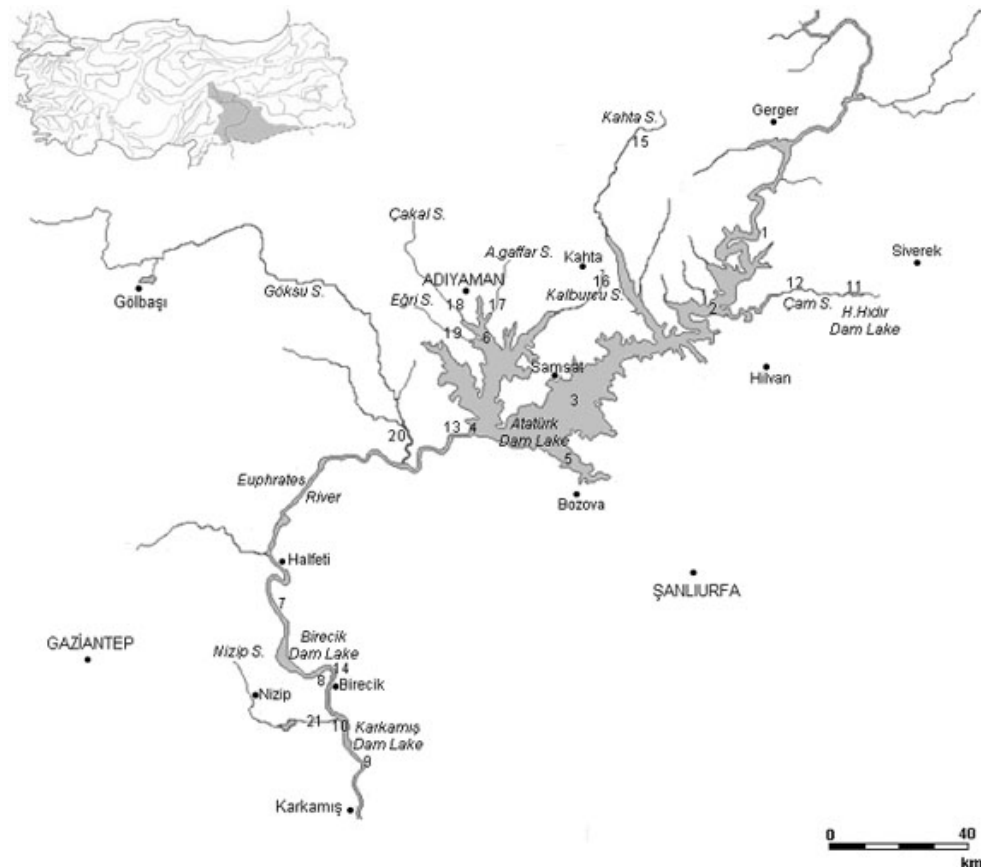 Gerger
Kahta S.
15
Çakal S.
A.gaffar S.
1
Siverek
Kahta
16
12
11
ADIYAMAN
Gölbaşı
Göksu S.
Eğri S.
18
17
Kalburcu S.
2
Çam S.
H.Hıdır
Dam Lake
19
6
Samsat
Hilvan
3
20
13
4
Atatürk
Dam Lake
5
Euphrates
River
Bozova
Halfeti
ŞANLIURFA
7
GAZİANTEP
Nizip S.
Birecik
Dam Lake
14
8
Birecik
Nizip
21
10
Karkamış
Dam Lake
9
Karkamış
0 40
km